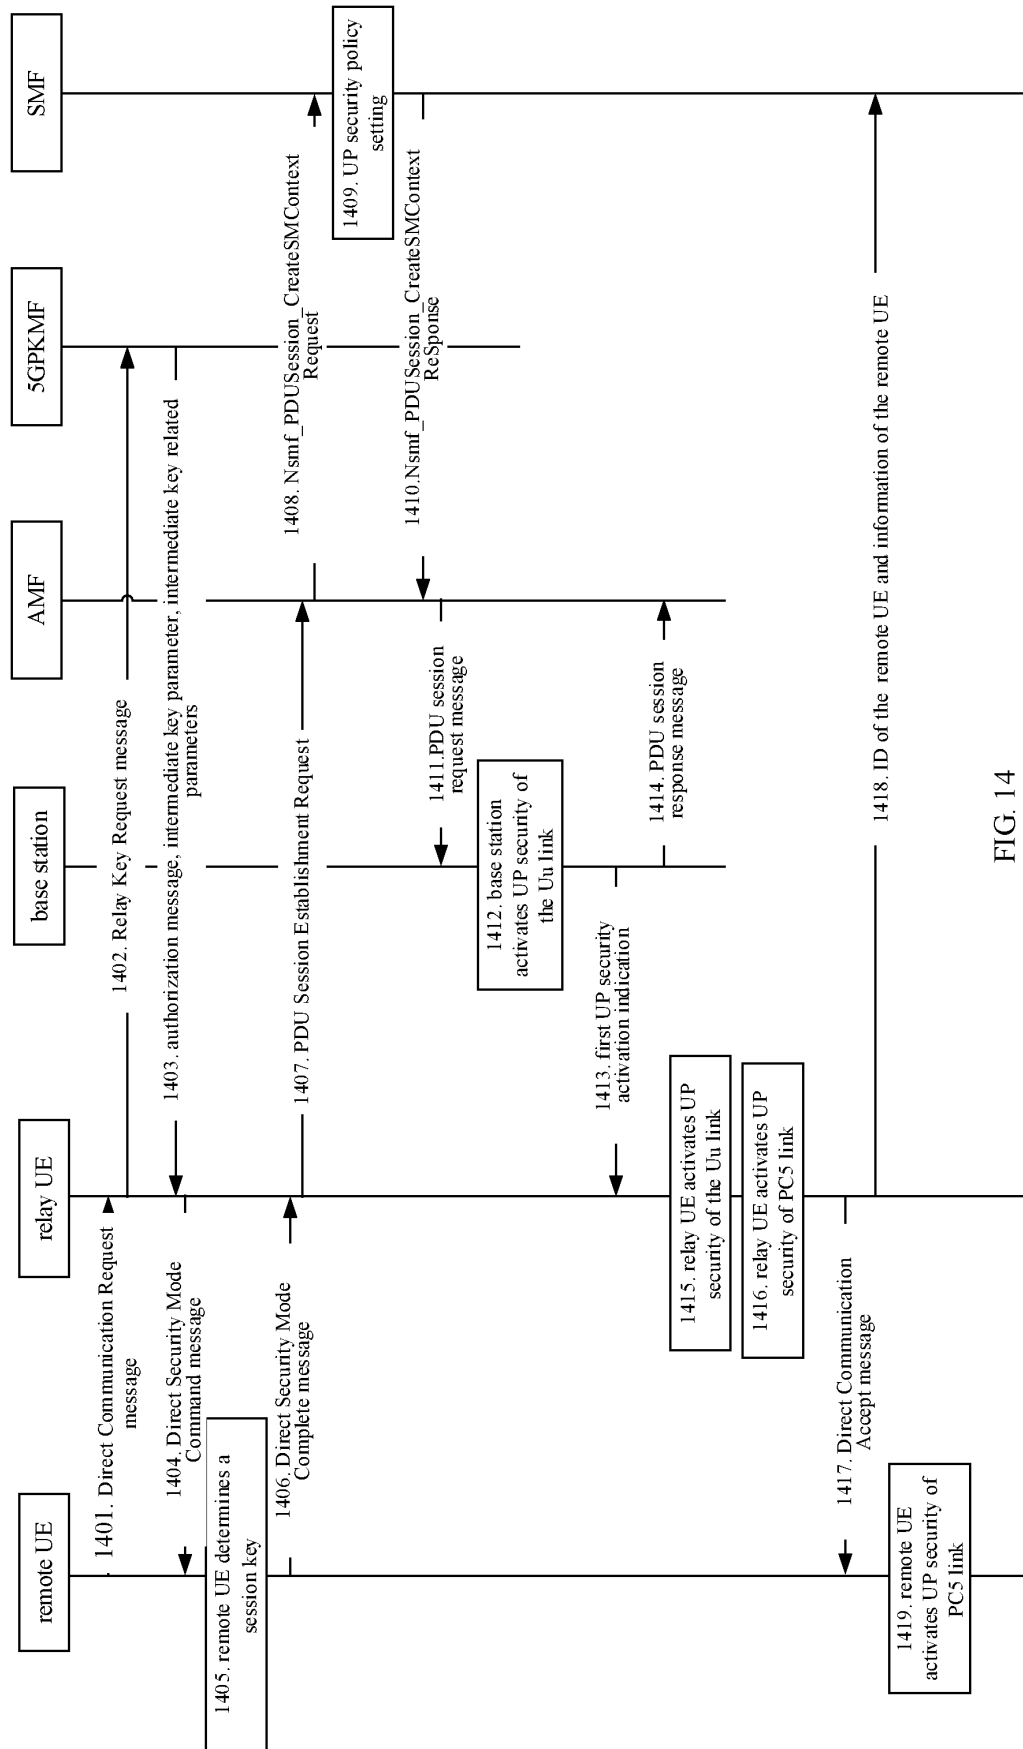 remote UE
relay UE
base station
AMF
5GPKMF
SMF
1401. Direct Communication Request
message
1402. Relay Key Request message
1403. authorization message, intermediate key parameter, intermediate key related
parameters
1404. Direct Security Mode
Command message
1405. remote UE determines a
session key
1406. Direct Security Mode
Complete message
1407. PDU Session Establishment Request
1408. Nsmf_PDUSession_CreateSMContext
Request
1409. UP security policy
setting
1410.Nsmf_PDUSession_CreateSMContext
ReSponse
1411.PDU session
request message
1412. base station
activates UP security of
the Uu link
1413. first UP security
activation indication
1414. PDU session
response message
1415. relay UE activates UP
security of the Uu link
1416. relay UE activates UP
security of PC5 link
1417. Direct Communication
Accept message
1418. ID of the remote UE and information of the remote UE
1419. remote UE
activates UP security of
PC5 link
FIG. 14